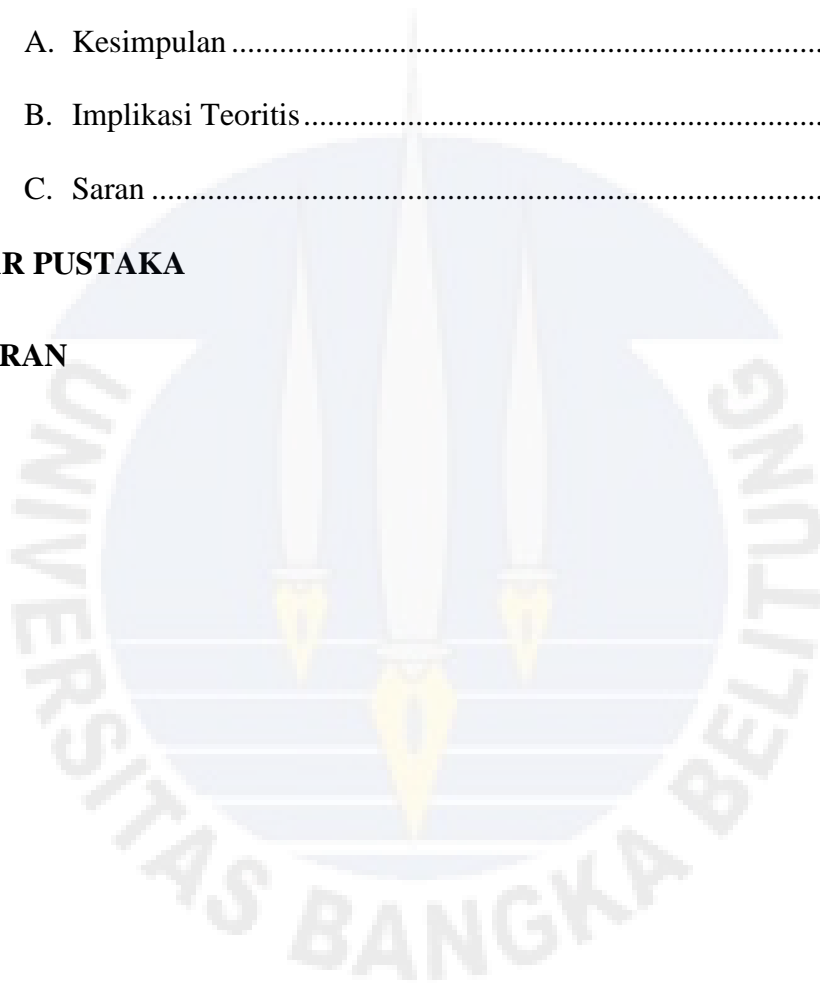 A. Kesimpulan ..........................................................................
B. Implikasi Teoritis .................................................................
C. Saran ....................................................................................
R PUSTAKA
RAN
UNIVERSITAS BANGKA BELITUNG